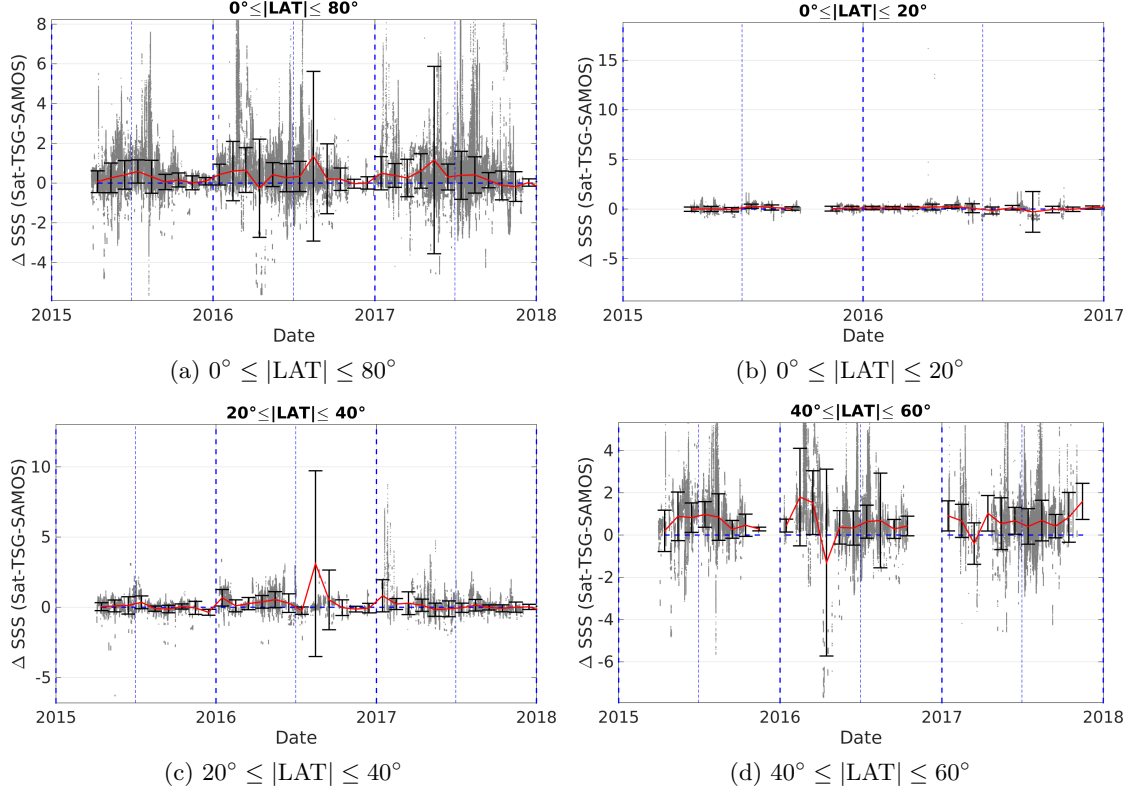 0°≤|LAT|≤ 80°
8
6
4
2
0
-2
-4
Δ SSS (Sat-TSG-SAMOS)
2015
2016
2017
2018
Date
(a) 0° ≤ |LAT| ≤ 80°
0°≤|LAT|≤ 20°
15
10
5
0
-5
Δ SSS (Sat-TSG-SAMOS)
2015
2016
2017
Date
(b) 0° ≤ |LAT| ≤ 20°
20°≤|LAT|≤ 40°
10
5
0
-5
Δ SSS (Sat-TSG-SAMOS)
2015
2016
2017
2018
Date
(c) 20° ≤ |LAT| ≤ 40°
40°≤|LAT|≤ 60°
4
2
0
-2
-4
-6
Δ SSS (Sat-TSG-SAMOS)
2015
2016
2017
2018
Date
(d) 40° ≤ |LAT| ≤ 60°